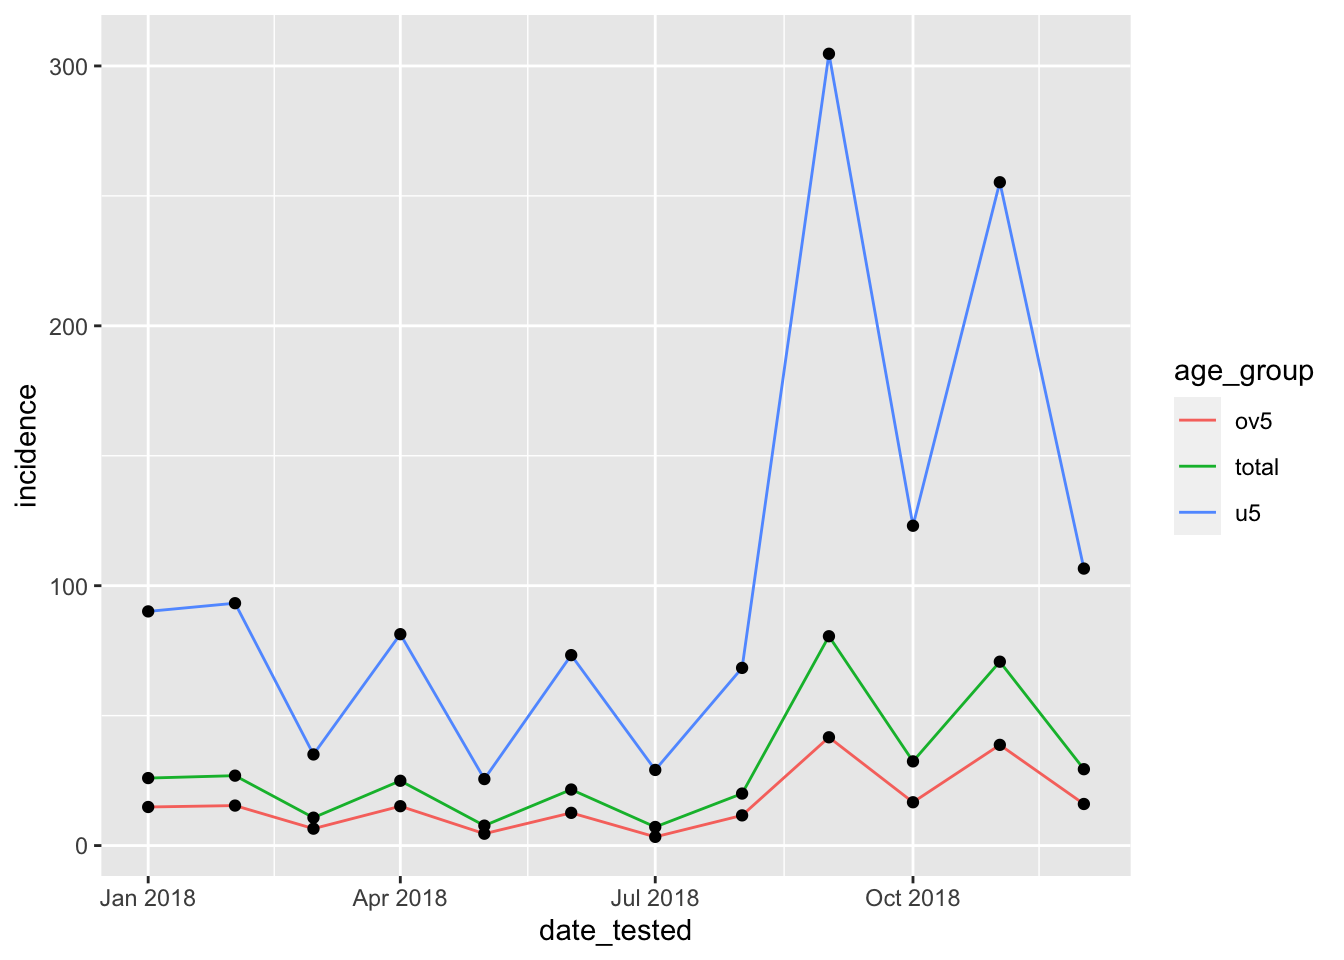 300
200
100
0
incidence
Jan 2018
Apr 2018
Jul 2018
Oct 2018
date_tested
age_group
ov5
total
u5